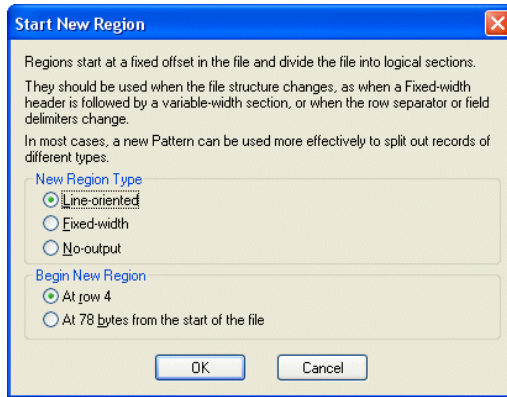 Start New Region
Regions start at a fixed offset in the file and divide the file into logical sections.
They should be used when the file structure changes, as when a Fixed-width
header is followed by a variable-width section, or when the row separator or field
delimiters change.
In most cases, a new Pattern can be used more effectively to split out records of
different types.
New Region Type
Line-oriented
Fixed-width
No-output
Begin New Region
At row 4
At 78 bytes from the start of the file
OK
Cancel